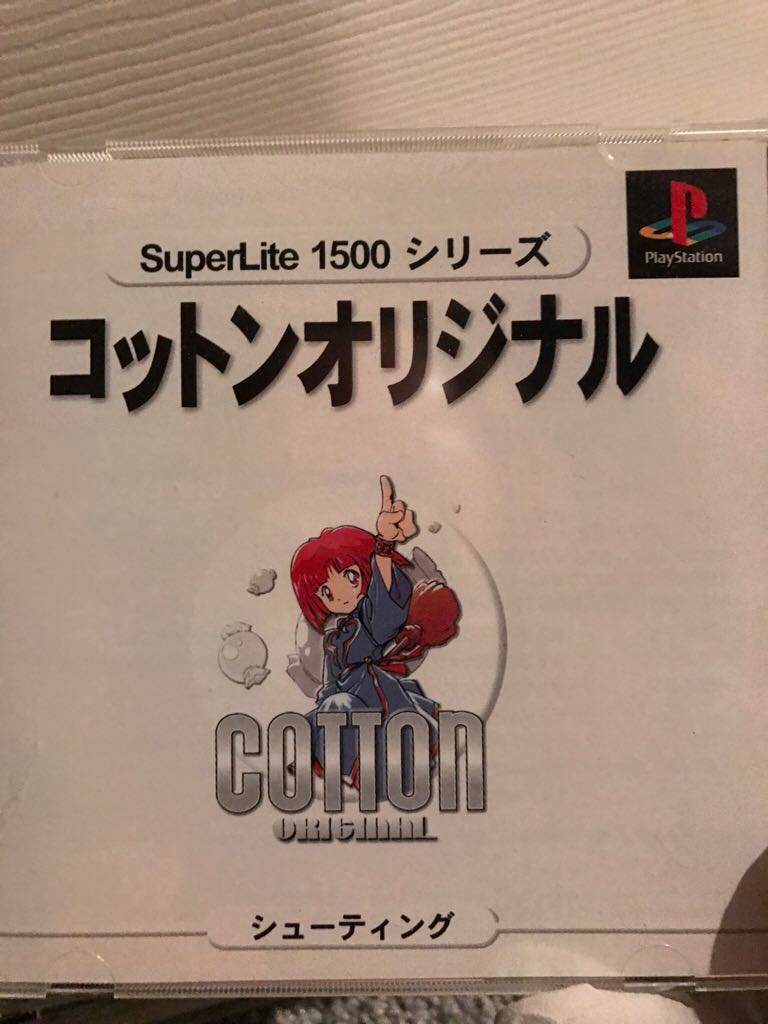 SuperLite 1500 シリーズ
PlayStation
コットンオリジナル
COTTON
ORIGINAL
シューティング